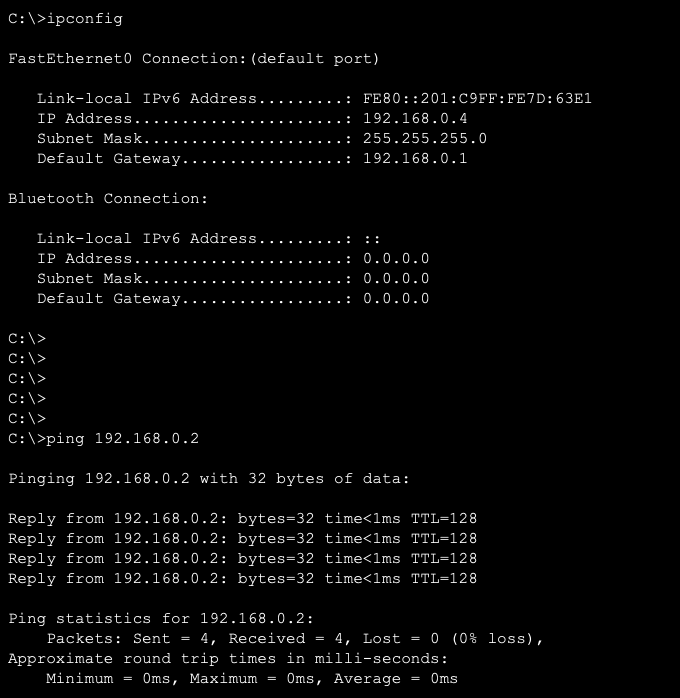 C:\>ipconfig
FastEthernet0 Connection:(default port)
Link-local IPv6 Address.........: FE80::201:C9FF:FE7D:63E1
IP Address......................: 192.168.0.4
Subnet Mask.....................: 255.255.255.0
Default Gateway.................: 192.168.0.1
Bluetooth Connection:
Link-local IPv6 Address.........: ::
IP Address......................: 0.0.0.0
Subnet Mask.....................: 0.0.0.0
Default Gateway.................: 0.0.0.0
C:\>
C:\>
C:\>
C:\>
C:\>
C:\>ping 192.168.0.2
Pinging 192.168.0.2 with 32 bytes of data:
Reply from 192.168.0.2: bytes=32 time<1ms TTL=128
Reply from 192.168.0.2: bytes=32 time<1ms TTL=128
Reply from 192.168.0.2: bytes=32 time<1ms TTL=128
Reply from 192.168.0.2: bytes=32 time<1ms TTL=128
Ping statistics for 192.168.0.2:
Packets: Sent = 4, Received = 4, Lost = 0 (0% loss),
Approximate round trip times in milli-seconds:
Minimum = 0ms, Maximum = 0ms, Average = 0ms